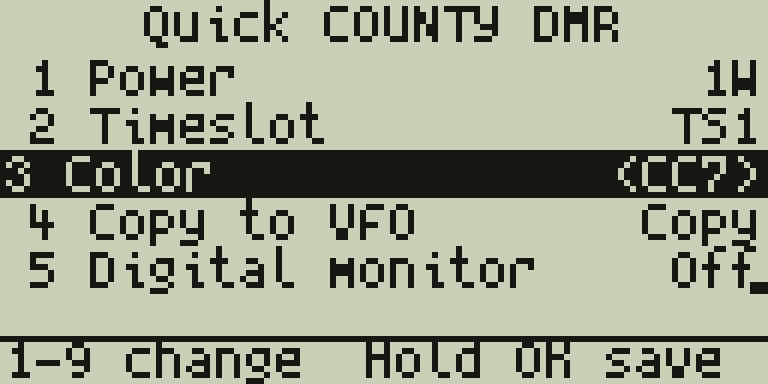 Quick COUNTY DMR
1 Power 1W
2 Timeslot TS1
3 Color <CC7>
4 Copy to VFO Copy
5 Digital monitor Off
1-9 change Hold OK save